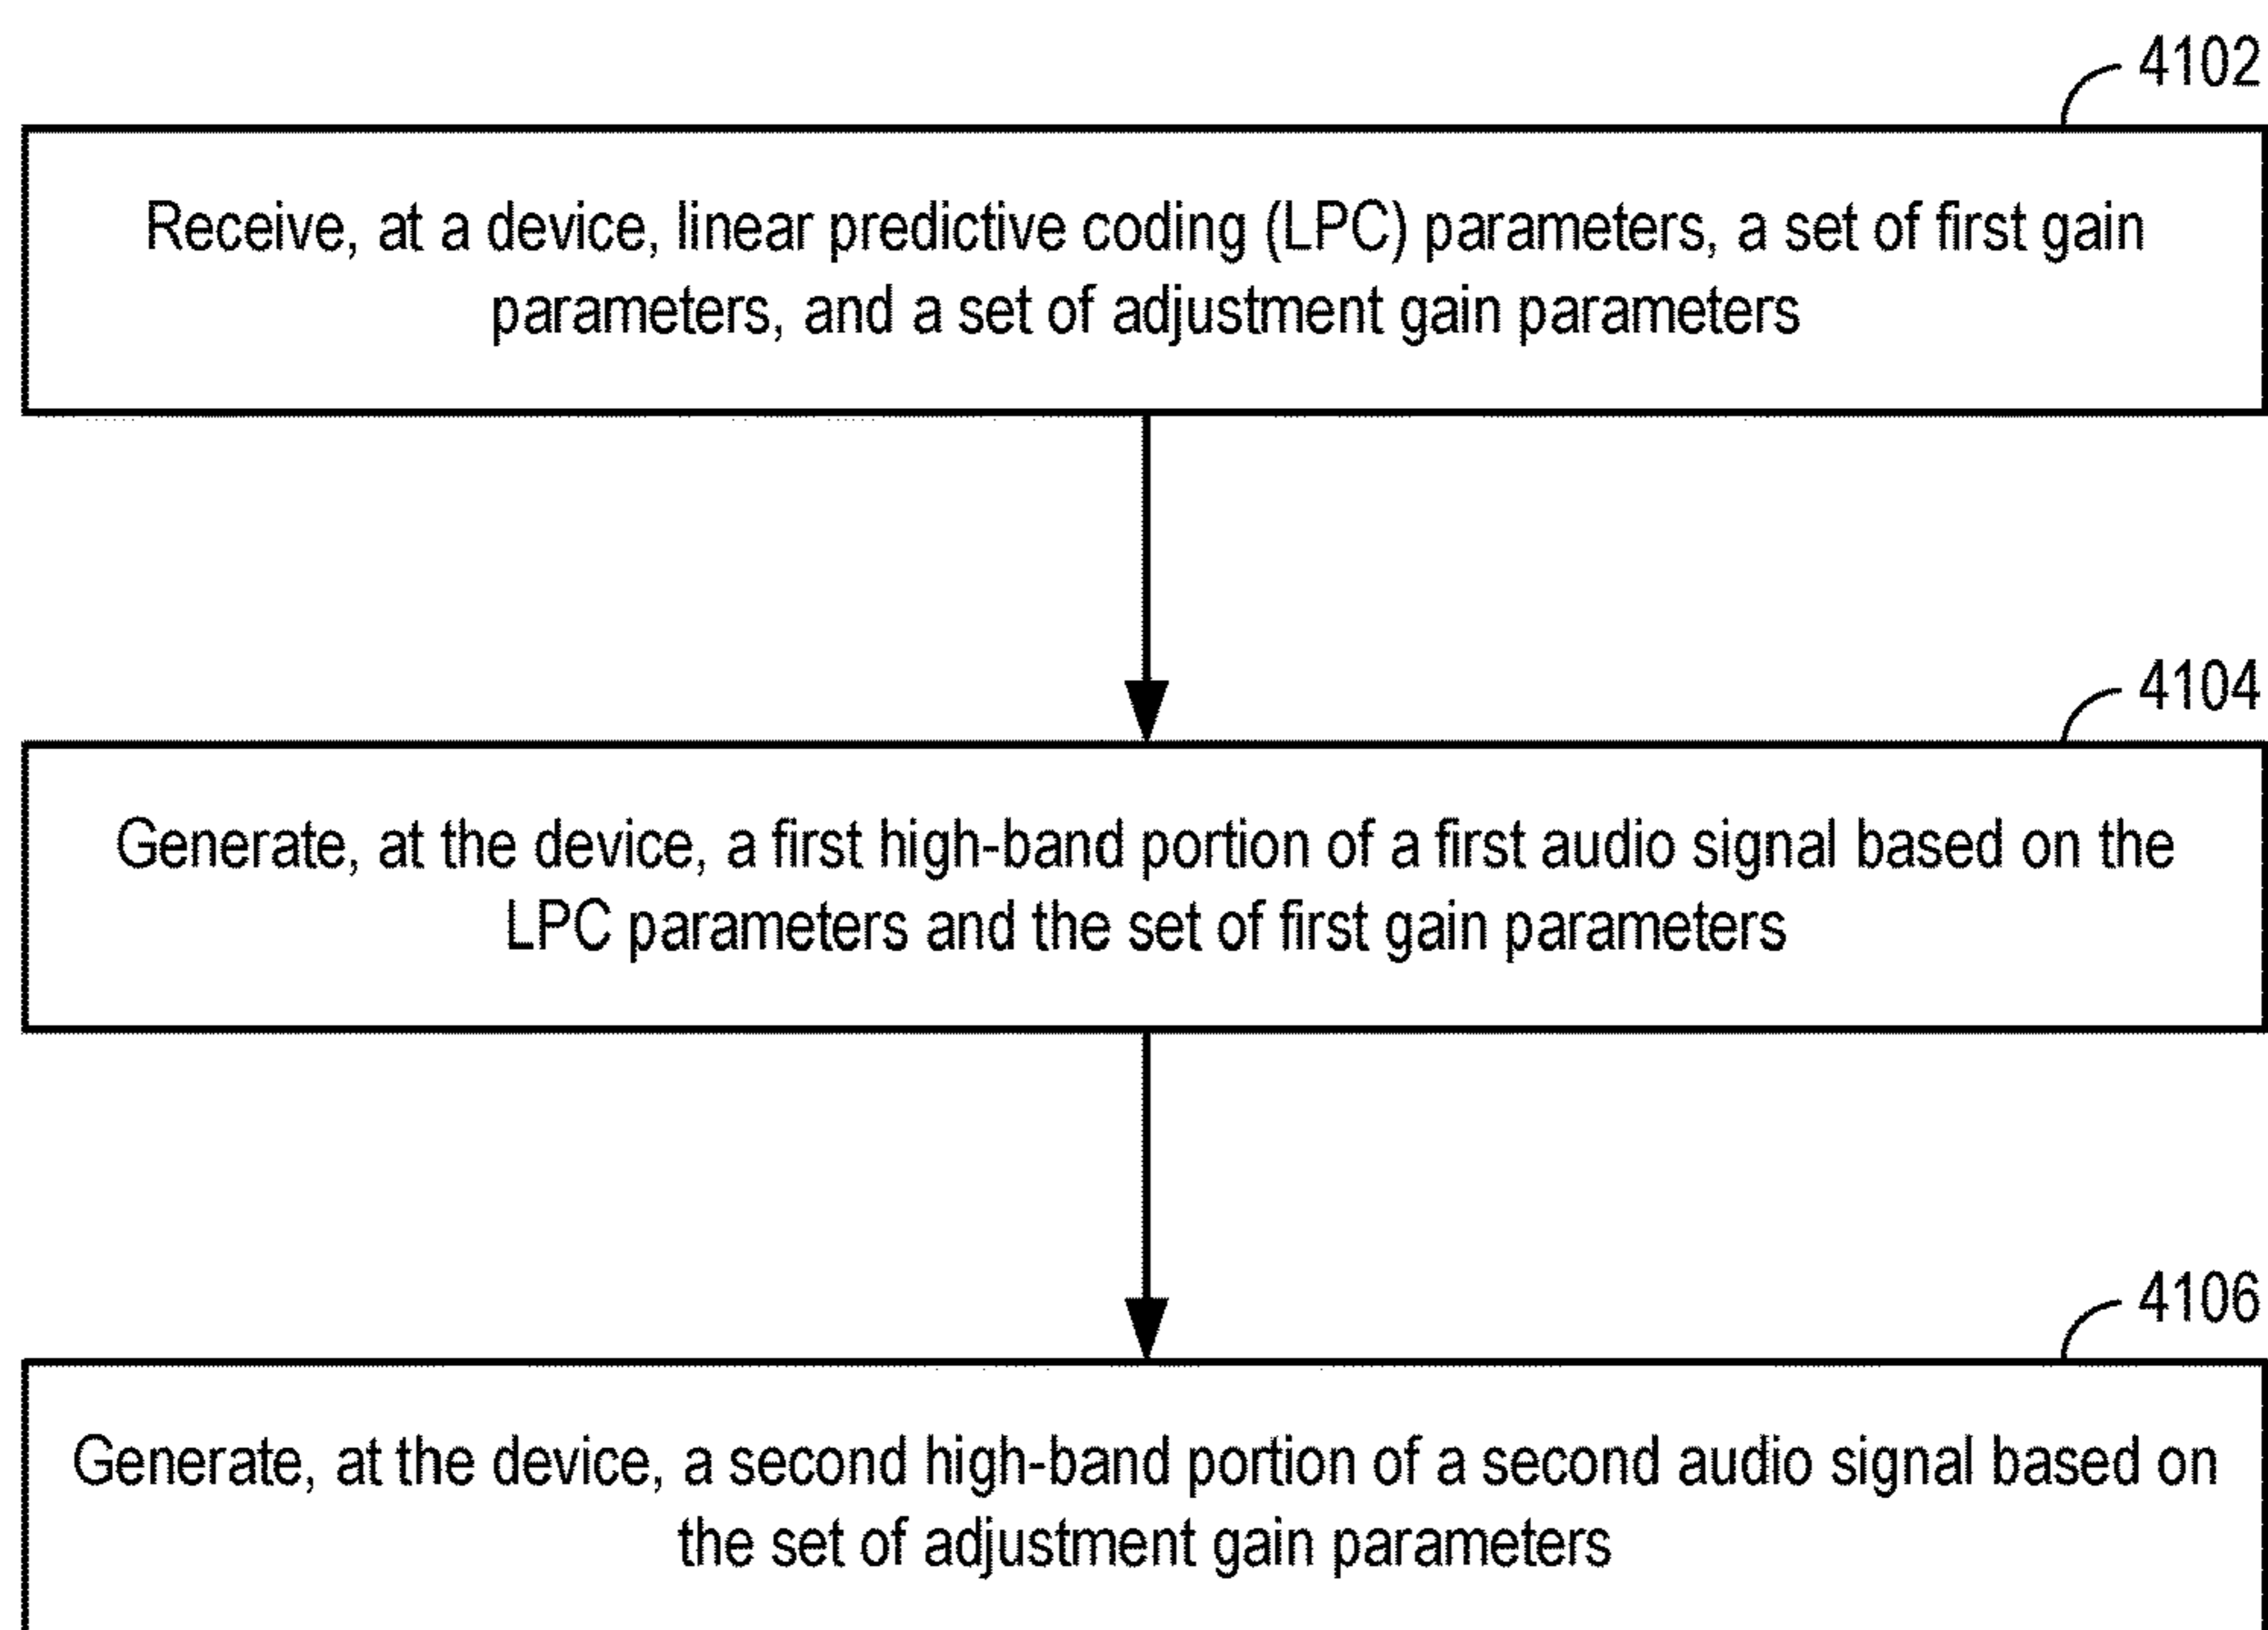 4102
Receive, at a device, linear predictive coding (LPC) parameters, a set of first gain
parameters, and a set of adjustment gain parameters
4104
Generate, at the device, a first high-band portion of a first audio signal based on the
LPC parameters and the set of first gain parameters
4106
Generate, at the device, a second high-band portion of a second audio signal based on
the set of adjustment gain parameters